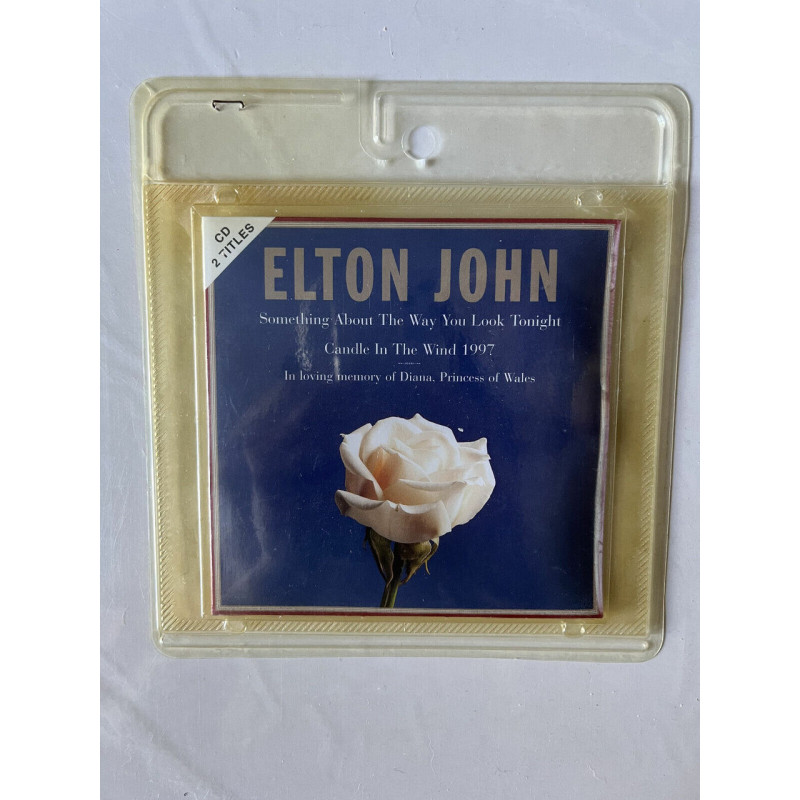 CD
2 TITLES
ELTON JOHN
Something About The Way You Look Tonight
Candle In The Wind 1997
In loving memory of Diana, Princess of Wales